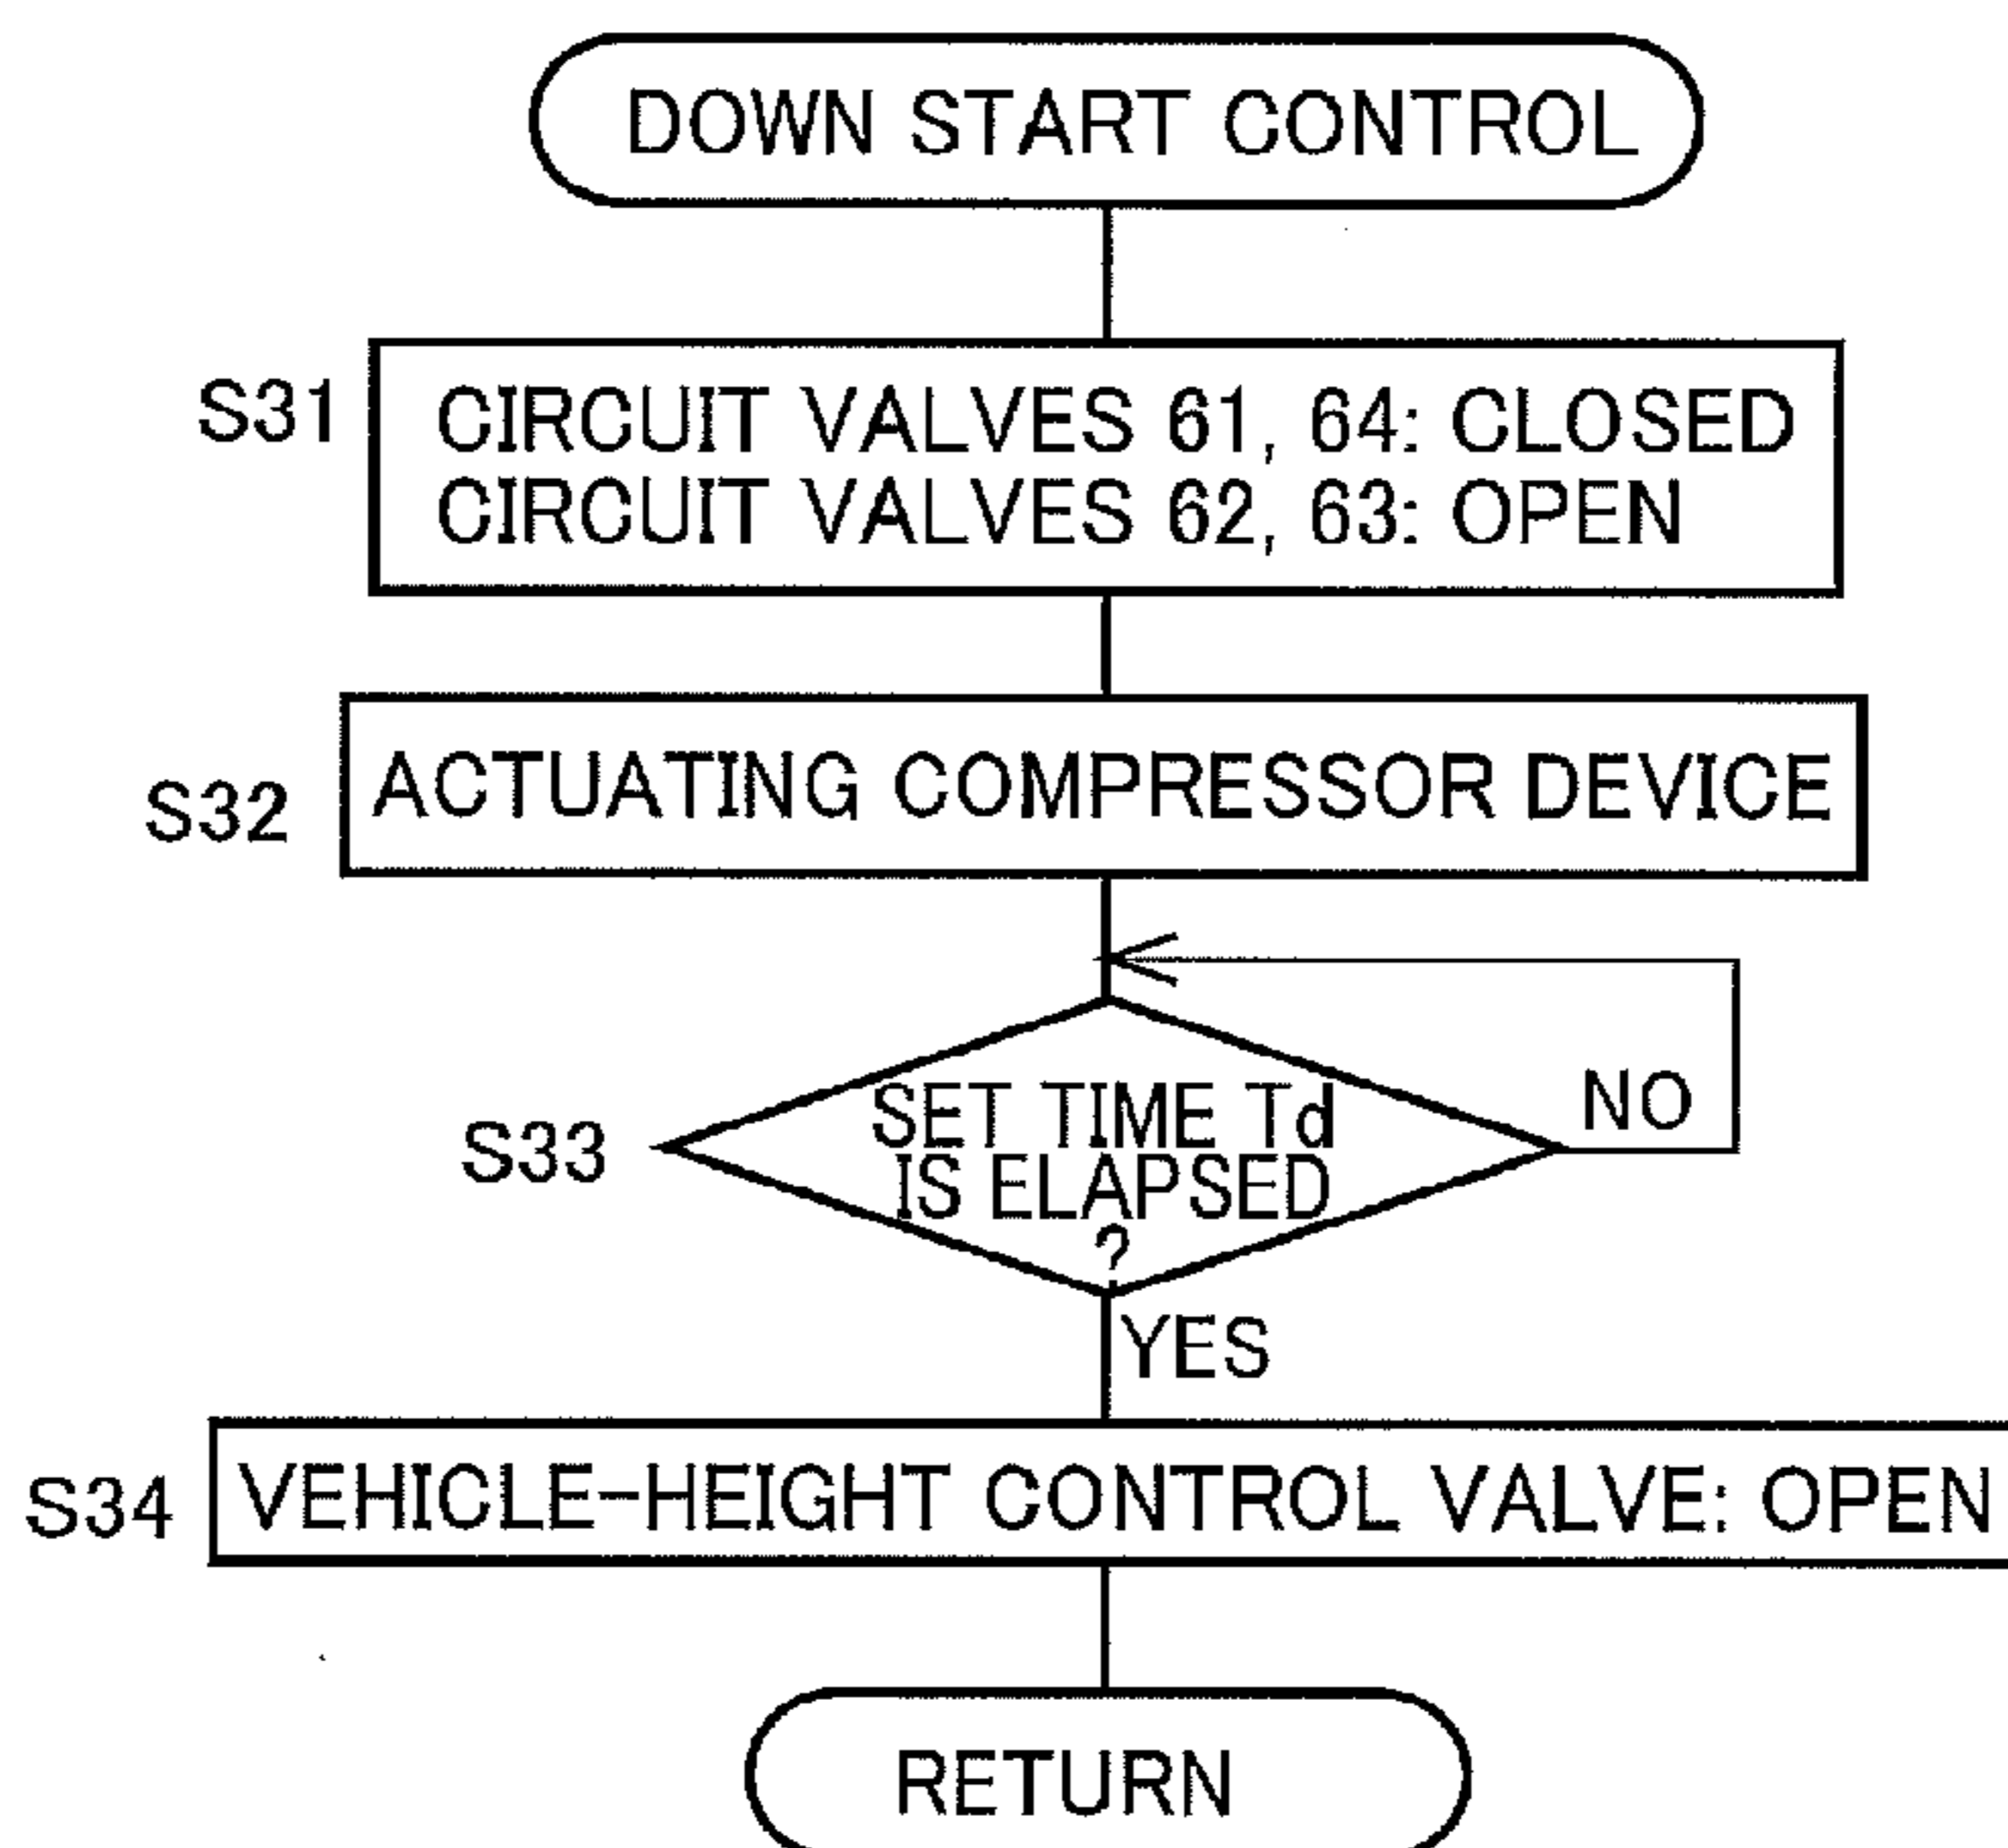 DOWN START CONTROL
S31
CIRCUIT VALVES 61, 64: CLOSED
CIRCUIT VALVES 62, 63: OPEN
S32
ACTUATING COMPRESSOR DEVICE
S33
SET TIME Td
IS ELAPSED
?
NO
YES
S34
VEHICLE-HEIGHT CONTROL VALVE: OPEN
RETURN